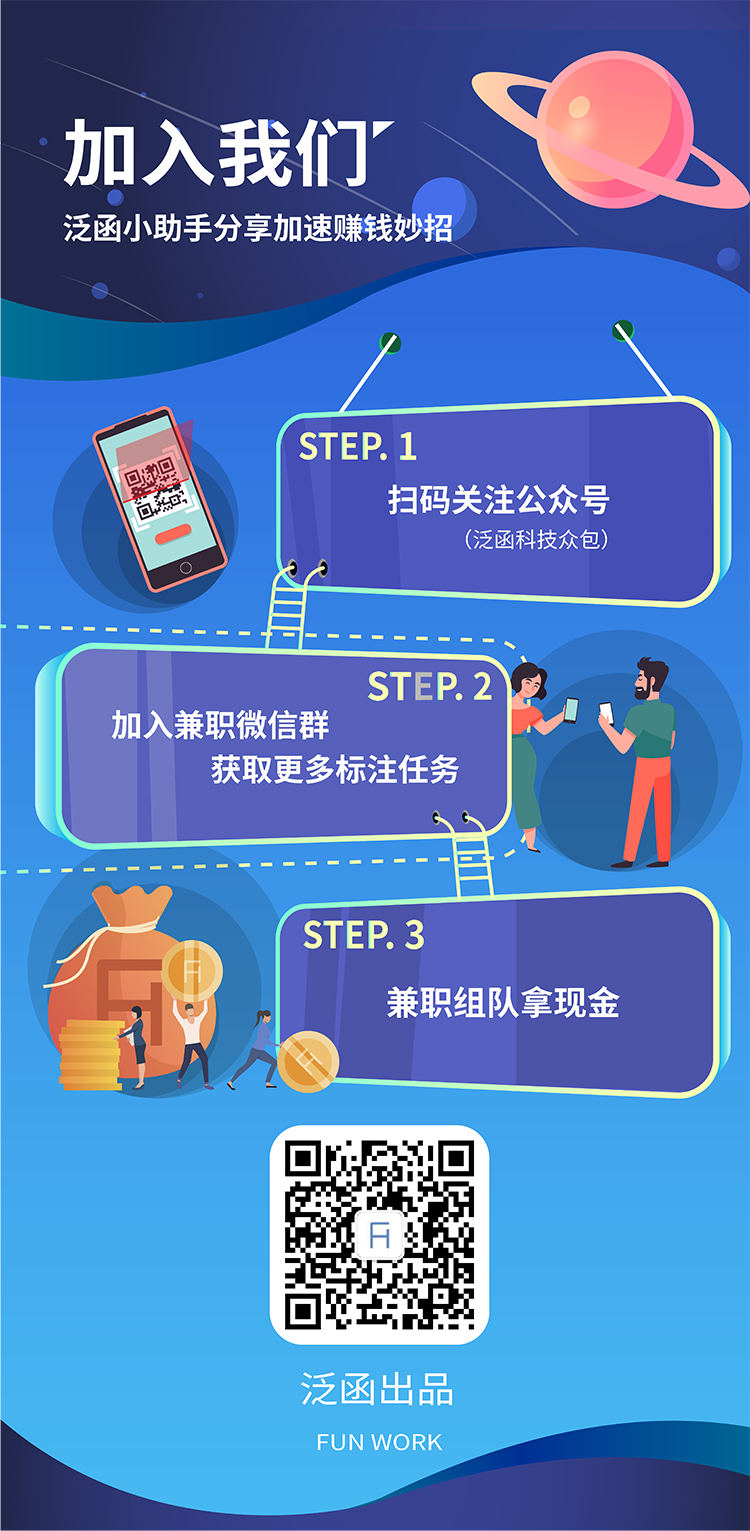 加入我们
泛函小助手分享加速赚钱妙招
STEP. 1
扫码关注公众号
（泛函科技众包）
STEP. 2
加入兼职微信群
获取更多标注任务
STEP. 3
兼职组队拿现金
泛函出品
FUN WORK